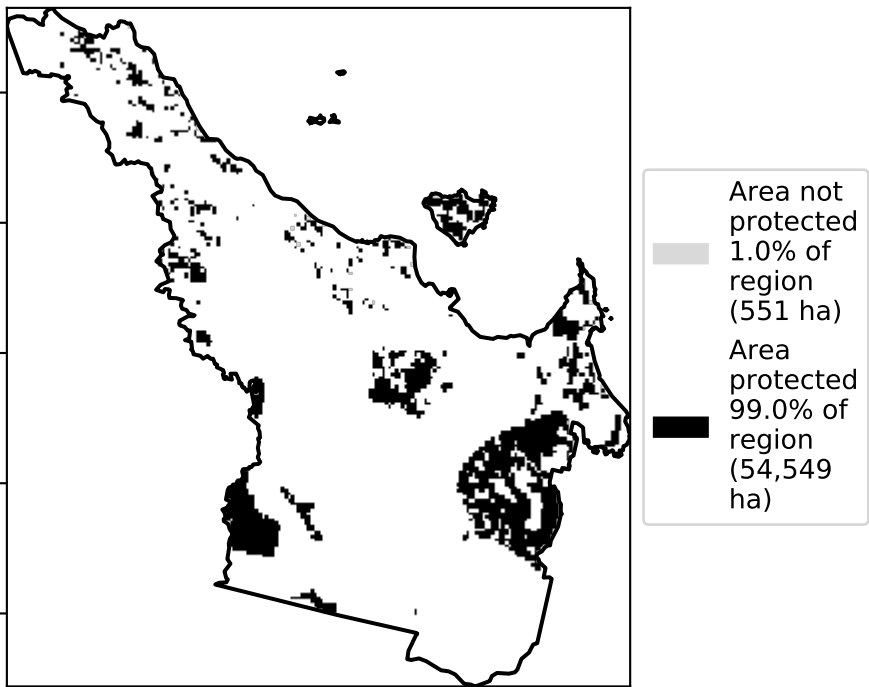 Area not
protected
1.0% of
region
(551 ha)
Area
protected
99.0% of
region
(54,549
ha)